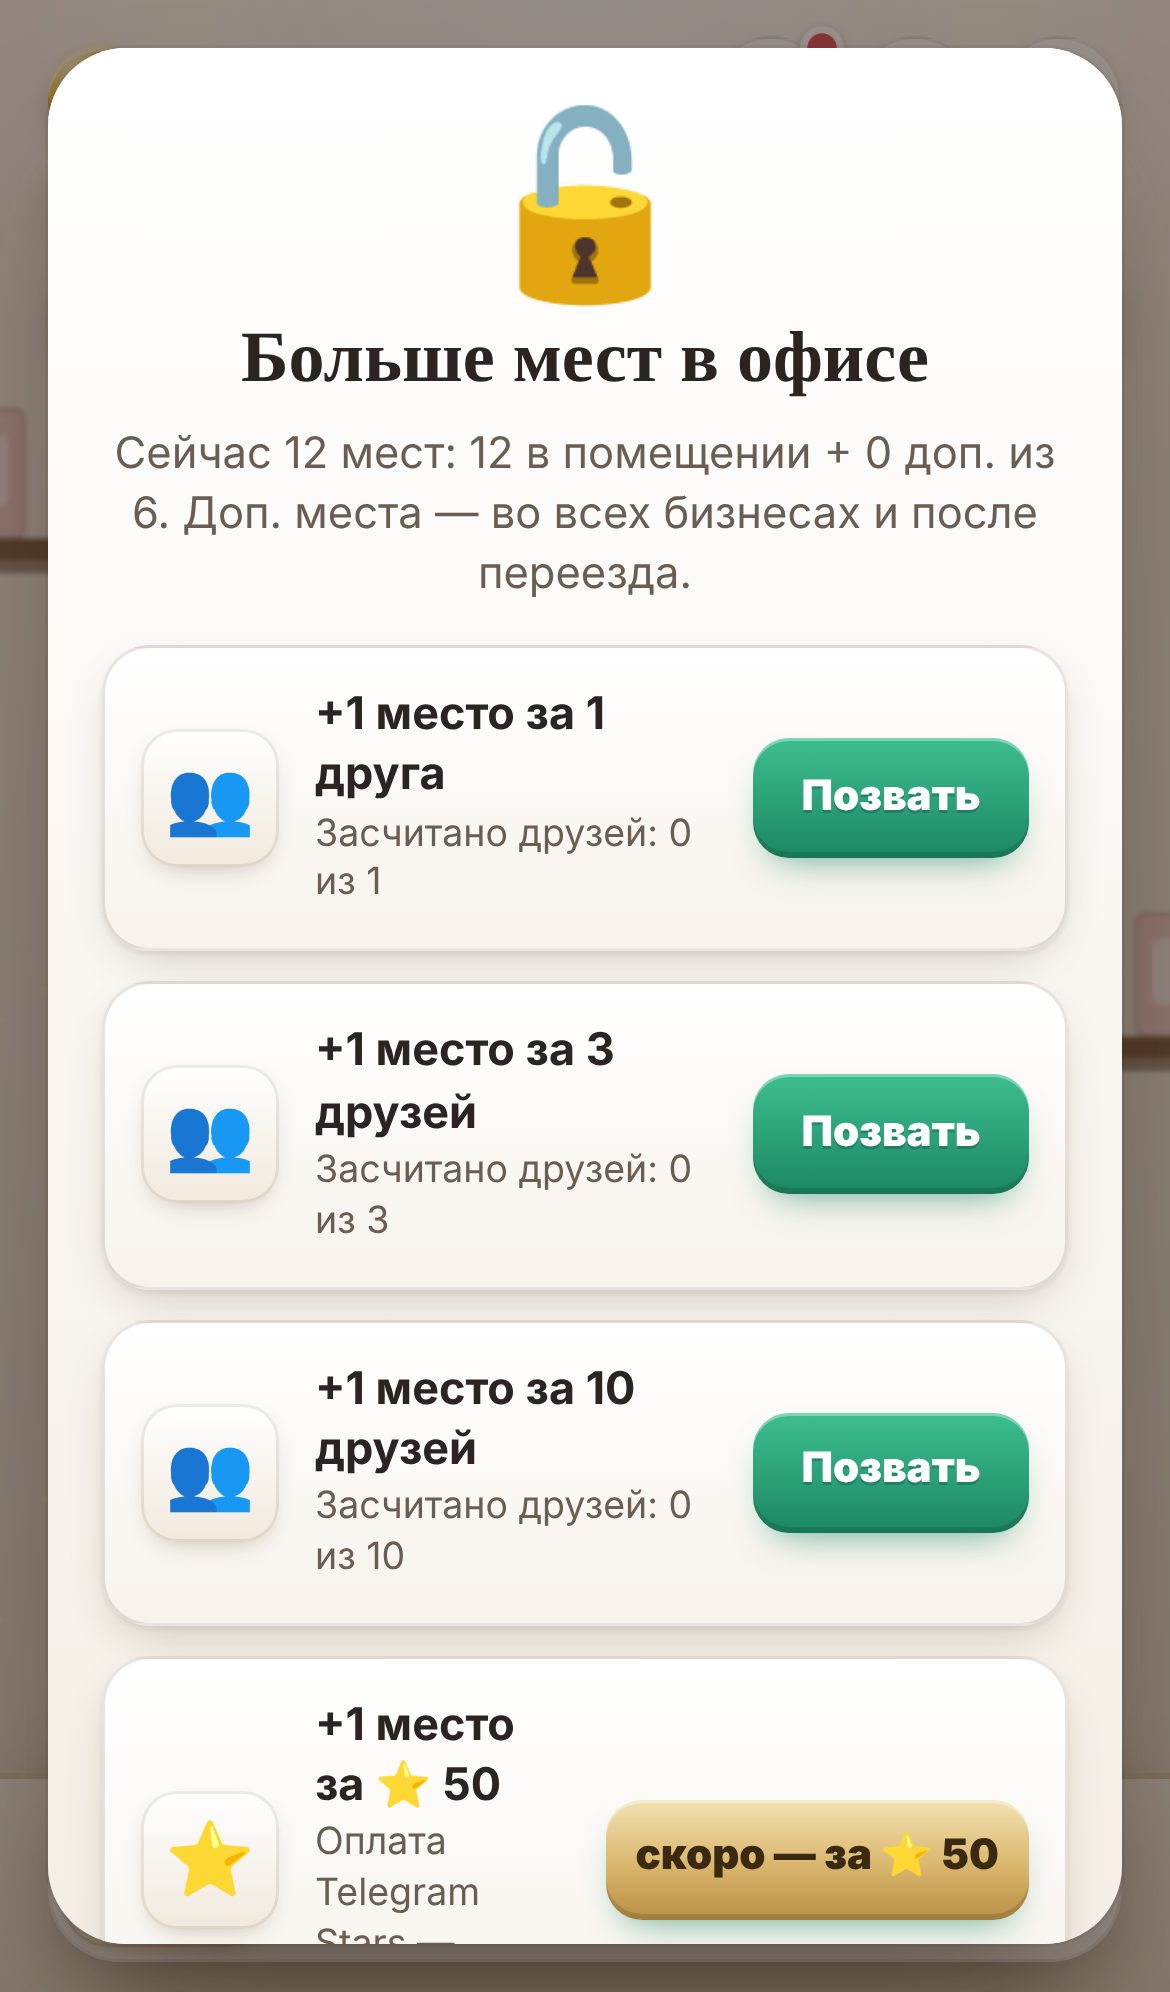 Больше мест в офисе
Сейчас 12 мест: 12 в помещении + 0 доп. из
6. Доп. места — во всех бизнесах и после
переезда.
+1 место за 1
друга
Засчитано друзей: 0
из 1
Позвать
+1 место за 3
друзей
Засчитано друзей: 0
из 3
Позвать
+1 место за 10
друзей
Засчитано друзей: 0
из 10
Позвать
+1 место
за ⭐ 50
Оплата
Telegram
Stars —
скоро — за ⭐ 50